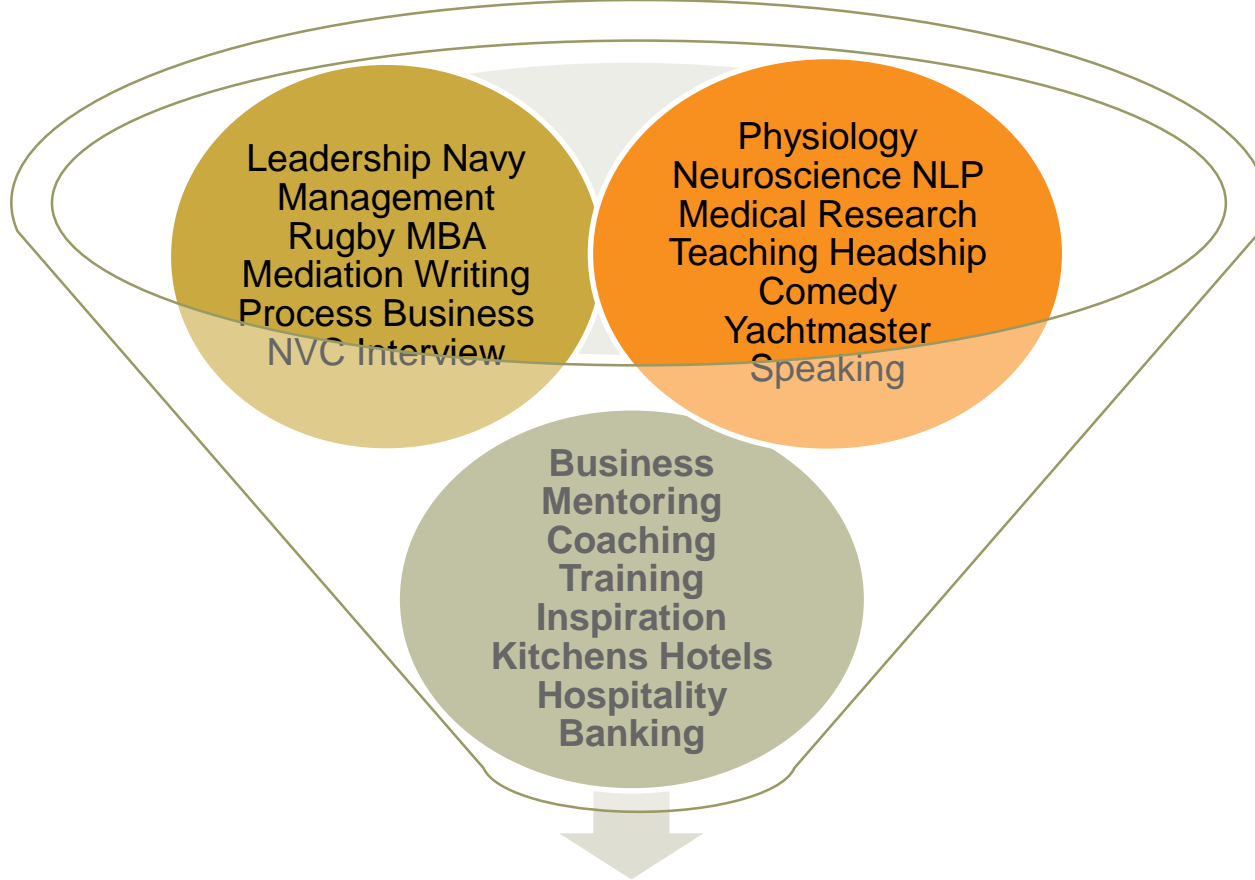 Leadership Navy
Management
Rugby MBA
Mediation Writing
Process Business
NVC Interview
Physiology
Neuroscience NLP
Medical Research
Teaching Headship
Comedy
Yachtmaster
Speaking
Business
Mentoring
Coaching
Training
Inspiration
Kitchens Hotels
Hospitality
Banking